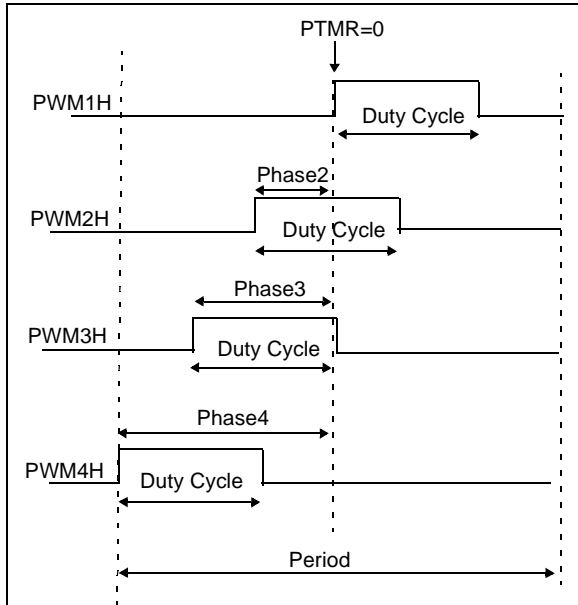 PTMR=0
PWM1H
Duty Cycle
Phase2
PWM2H
Duty Cycle
Phase3
PWM3H
Duty Cycle
Phase4
PWM4H
Duty Cycle
Period